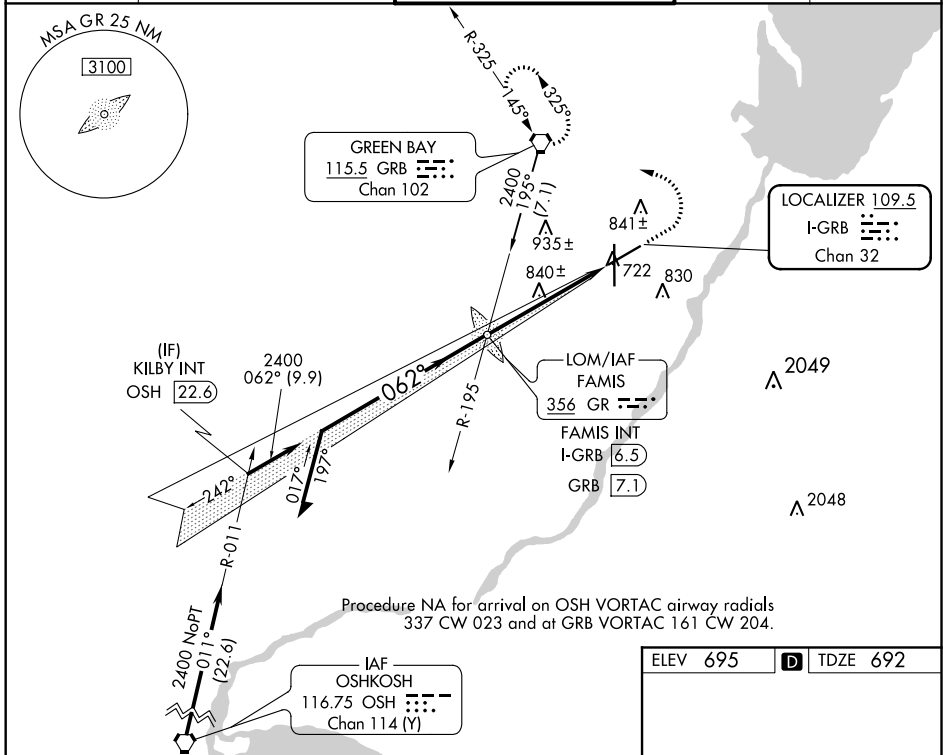 MSA GR 25 NM
3100
R-325
145°
325°
GREEN BAY
115.5 GRB
Chan 102
2400
195°
(7.1)
935±
841±
LOCALIZER 109.5
I-GRB
Chan 32
840±
722
830
(IF)
KILBY INT
OSH 22.6
2400
062° (9.9)
062°
LOM/IAF
FAMIS
356 GR
FAMIS INT
I-GRB 6.5
GRB 7.1
R-195
2049
242°
017°
197°
2048
R-011
2400 NoPT
011°
(22.6)
Procedure NA for arrival on OSH VORTAC airway radials
337 CW 023 and at GRB VORTAC 161 CW 204.
IAF
OSHKOSH
116.75 OSH
Chan 114 (Y)
ELEV 695 D TDZE 692